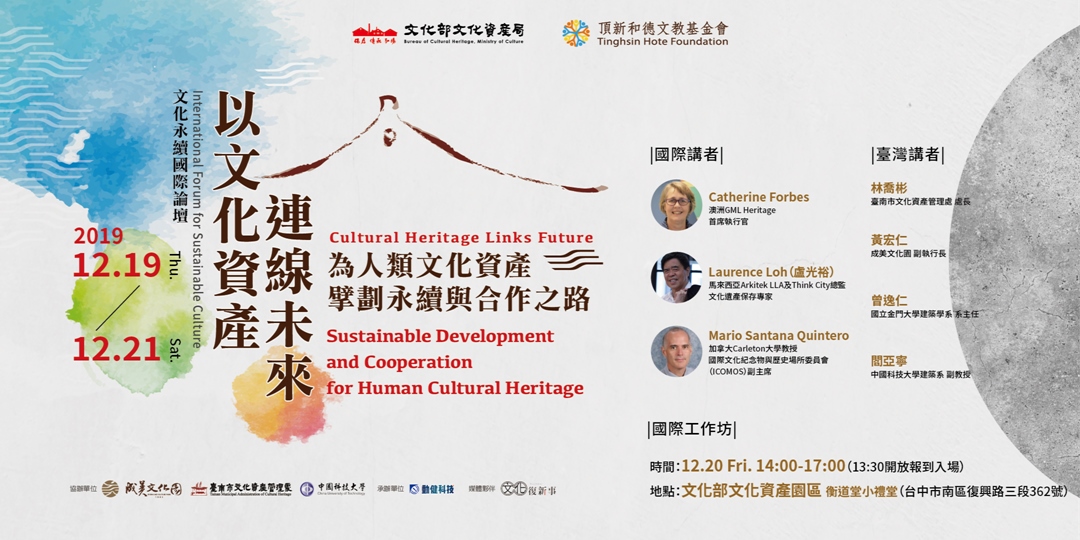 文化部文化資產局
Bureau of Cultural Heritage, Ministry of Culture
頂新和德文教基金會
Tinghsin Hote Foundation
文化永續國際論壇
International Forum for Sustainable Culture
以文化資產
連線未來
2019
12.19 Thu.
12.21 Sat.
Cultural Heritage Links Future
為人類文化資產
擘劃永續與合作之路
Sustainable Development
and Cooperation
for Human Cultural Heritage
|國際講者|
Catherine Forbes
澳洲GML Heritage
首席執行官
Laurence Loh(盧光裕)
馬來西亞Arkitek LLA及Think City總監
文化遺產保存專家
Mario Santana Quintero
加拿大Carleton大學教授
國際文化紀念物與歷史場所委員會
(ICOMOS)副主席
|臺灣講者|
林喬彬
臺南市文化資產管理處 處長
黃宏仁
成美文化園 副執行長
曾逸仁
國立金門大學建築學系 系主任
閻亞寧
中國科技大學建築系 副教授
|國際工作坊|
時間:12.20 Fri. 14:00-17:00(13:30開放報到入場)
地點:文化部文化資產園區 衡道堂小禮堂(台中市南區復興路三段362號)
協辦單位
成美文化園
臺南市文化資產管理處
中國科技大學
承辦單位
動健科技
媒體夥伴
文化復新事